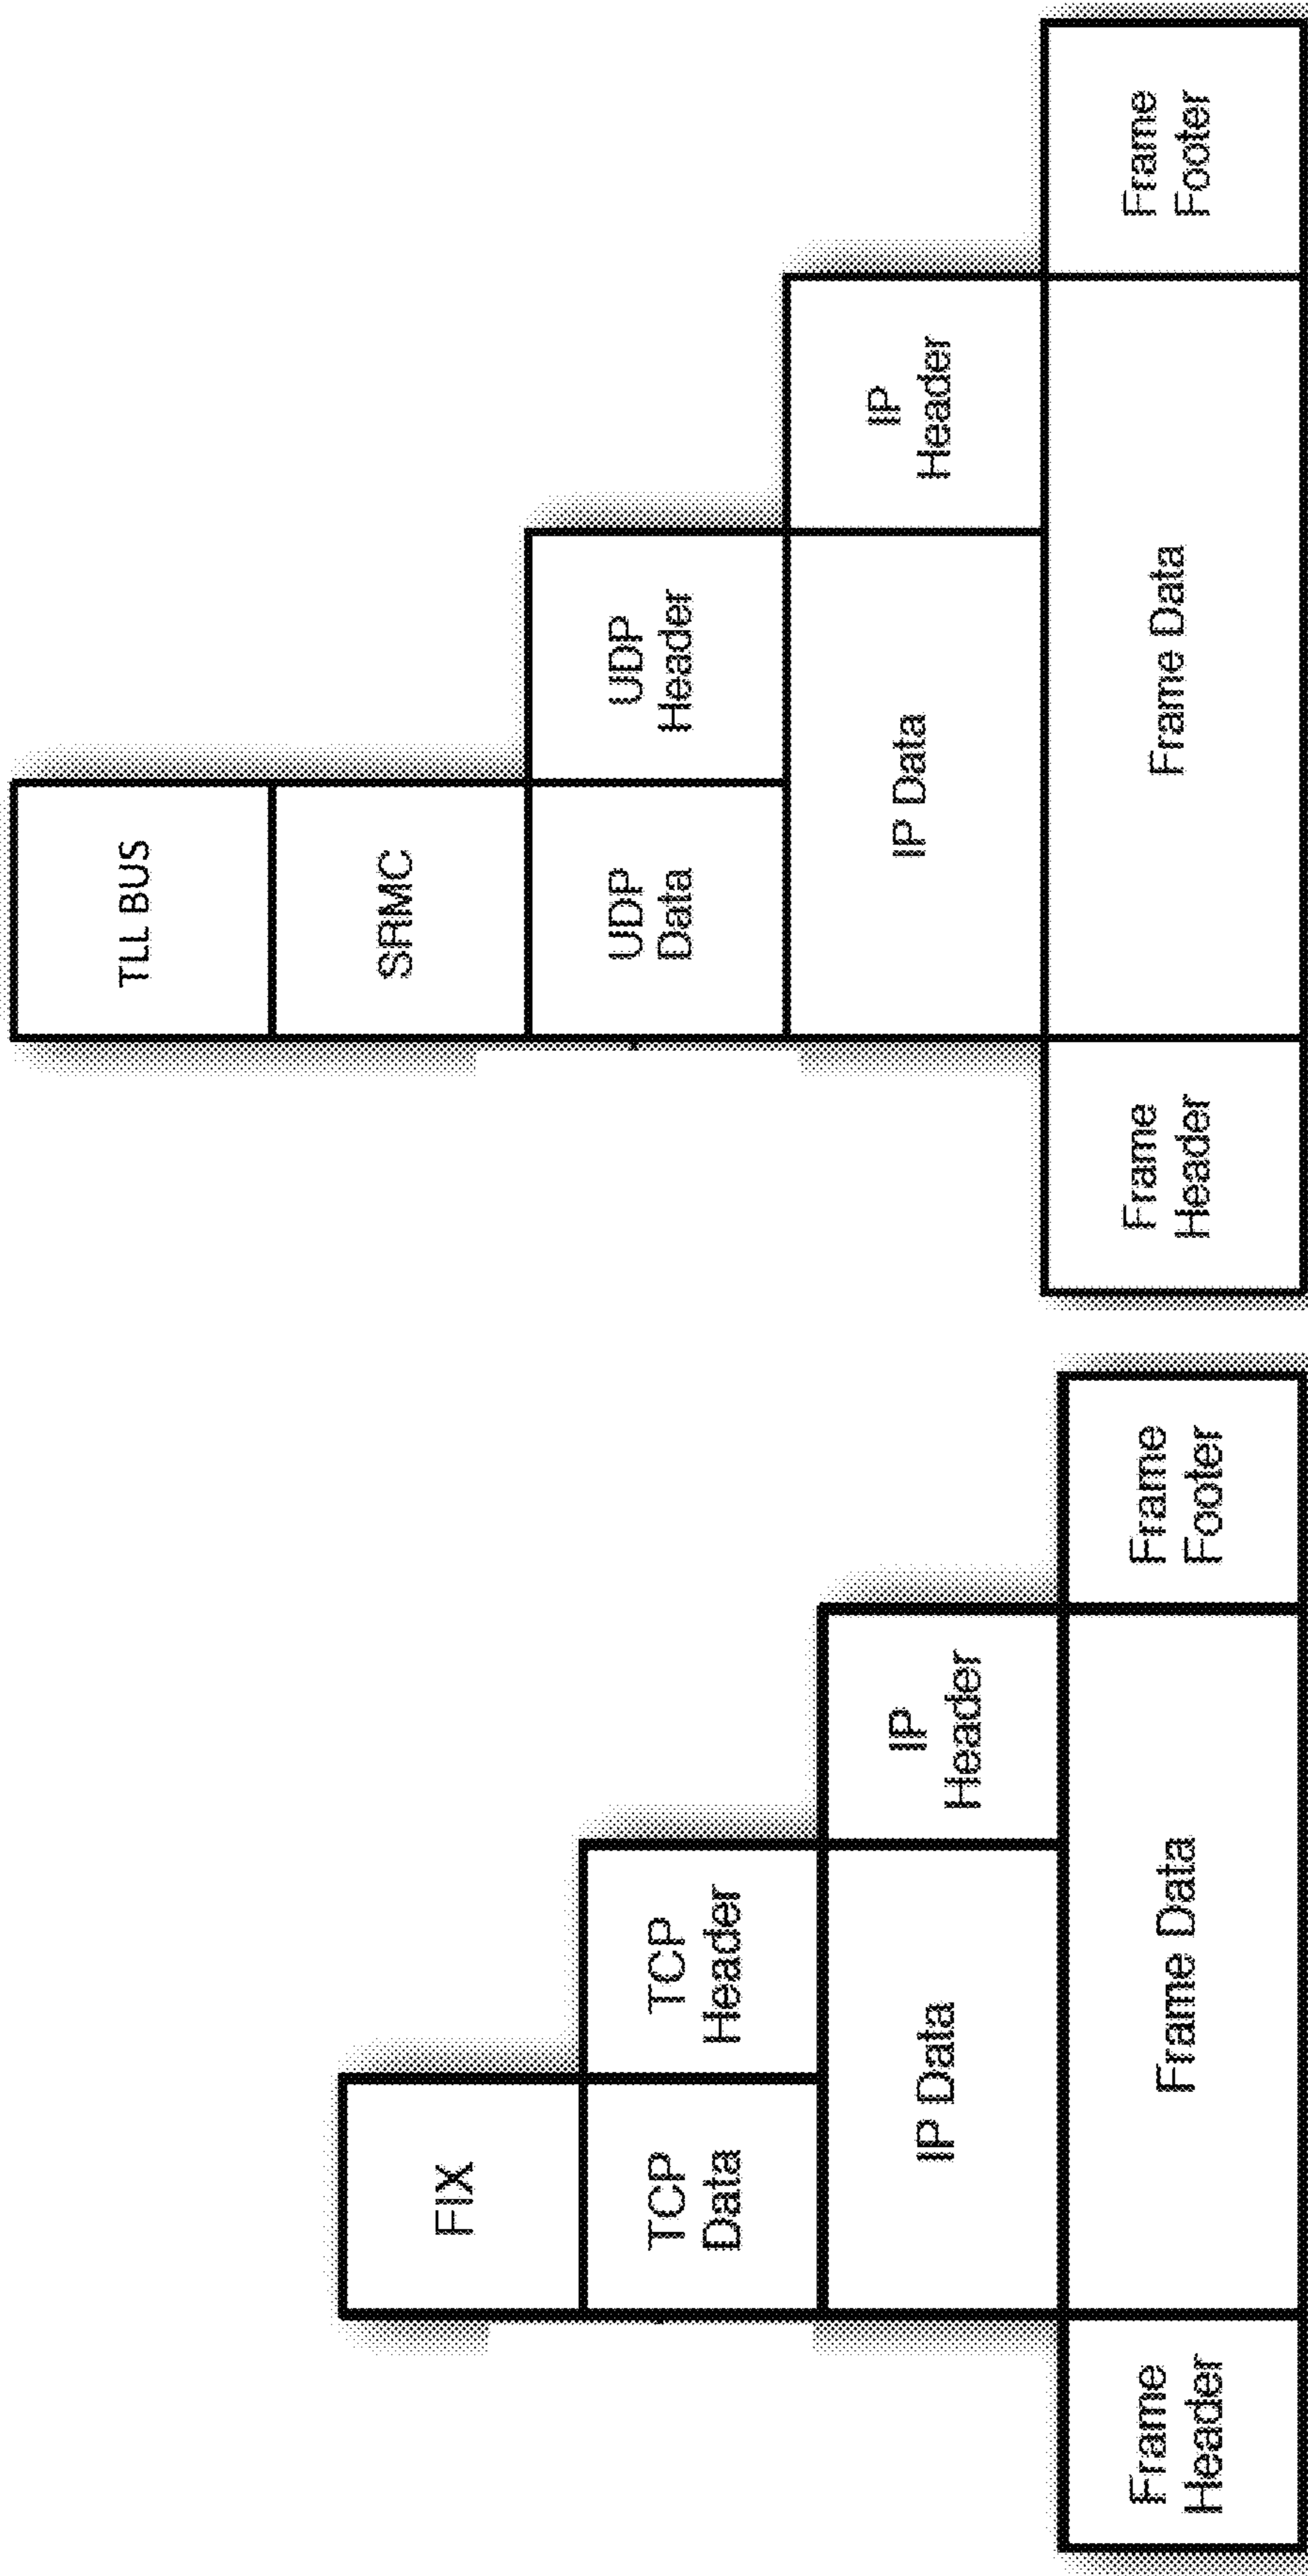 FIX
TCP
Data
TCP
Header
IP Data
IP
Header
Frame
Header
Frame Data
Frame
Footer
TLL BUS
SRMC
UDP
Data
UDP
Header
IP Data
IP
Header
Frame
Header
Frame Data
Frame
Footer